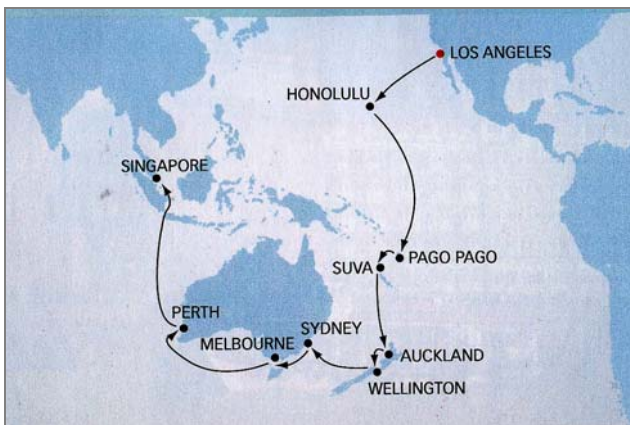 LOS ANGELES
HONOLULU
SINGAPORE
PAGO PAGO
SUVA
PERTH
SYDNEY
MELBOURNE
AUCKLAND
WELLINGTON